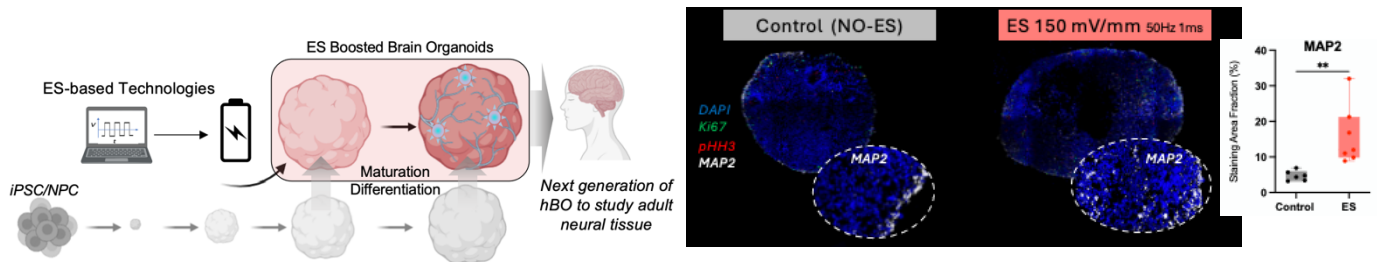 ES Boosted Brain Organoids
ES-based Technologies
V
t
iPSC/NPC
Maturation
Differentiation
Next generation of
hBO to study adult
neural tissue
Control (NO-ES)
ES 150 mV/mm 50Hz 1ms
DAPI
Ki67
pHH3
MAP2
MAP2
MAP2
MAP2
**
Staining Area Fraction (%)
40
30
20
10
0
Control
ES